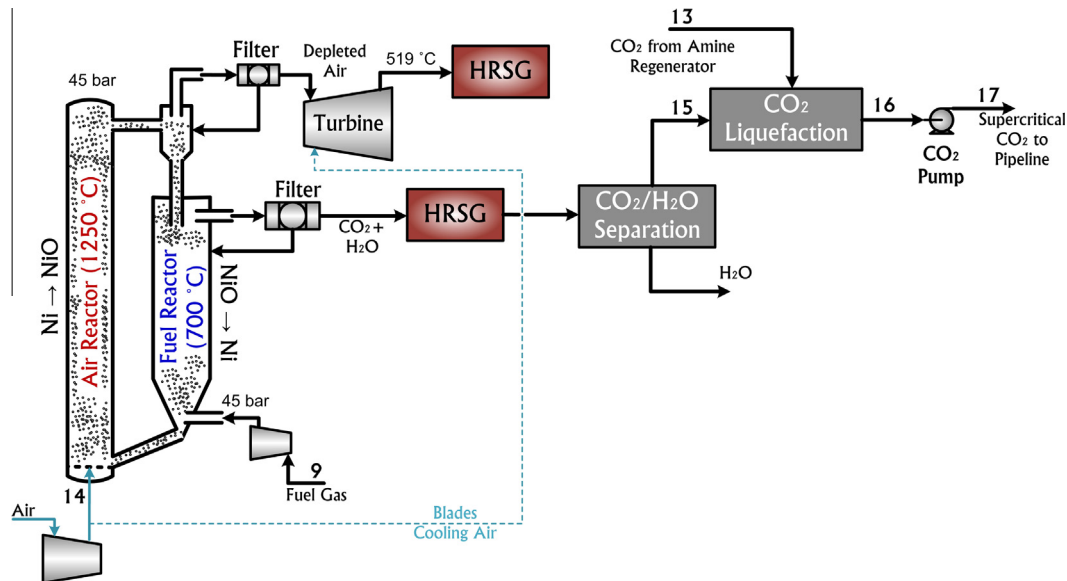 13
CO₂ from Amine
Regenerator
Filter
Depleted
Air
519 °C
HRSG
45 bar
Turbine
15
CO₂
Liquefaction
16
17
Supercritical
CO₂ to
Pipeline
CO₂
Pump
Ni → NiO
Air Reactor (1250 °C)
Fuel Reactor
(700 °C)
NiO → Ni
Filter
CO₂+
H₂O
HRSG
CO₂/H₂O
Separation
H₂O
45 bar
9
Fuel Gas
14
Air
Blades
Cooling Air